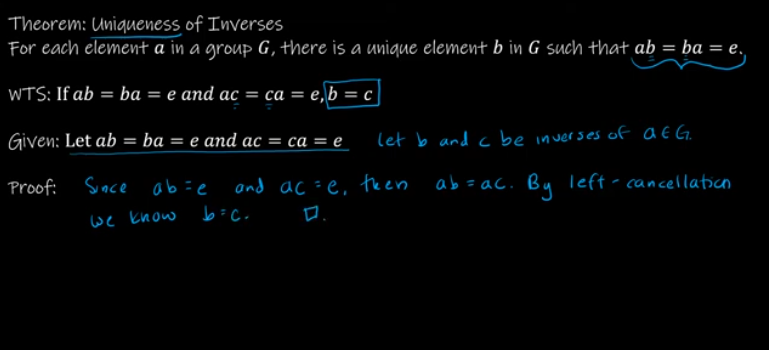 Theorem: Uniqueness of Inverses
For each element a in a group G, there is a unique element b in G such that ab = ba = e.
WTS: If ab = ba = e and ac = ca = e, b = c
Given: Let ab = ba = e and ac = ca = e let b and c be inverses of a ∈ G.
Proof: Since ab = e and ac = e, then ab = ac. By left-cancellation
we know b = c. □.